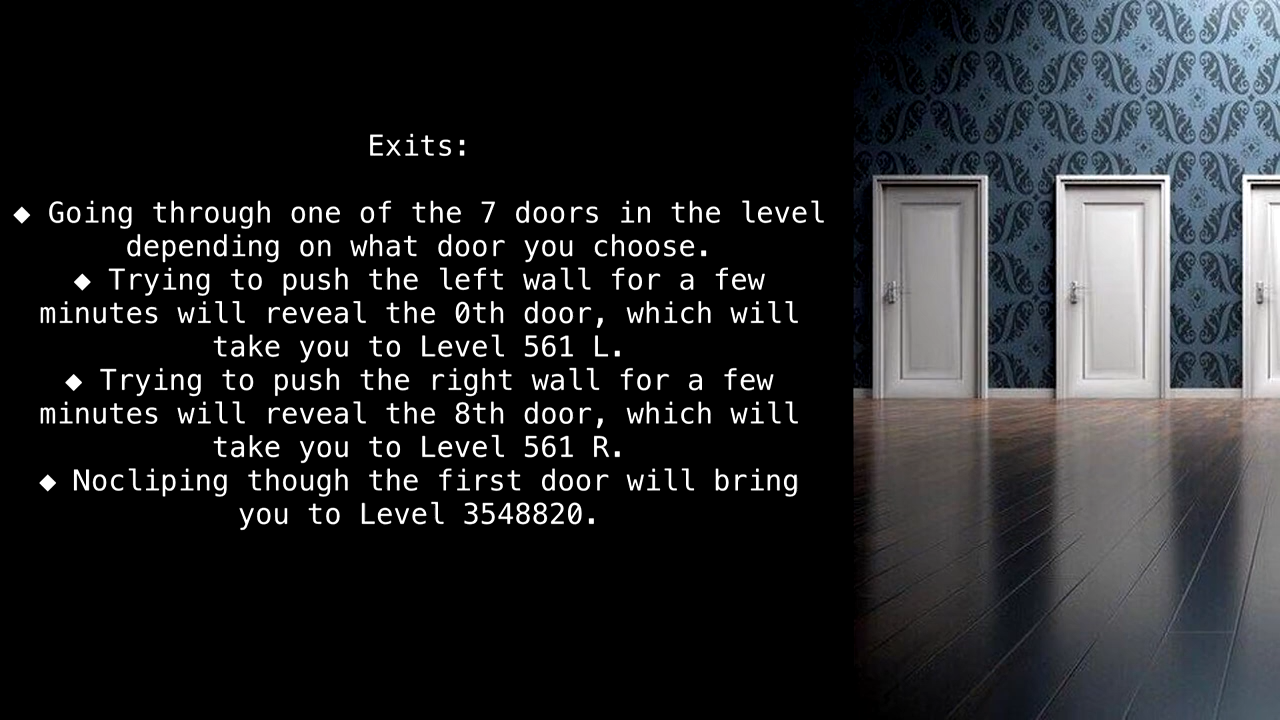 Exits:
◆ Going through one of the 7 doors in the level
depending on what door you choose.
◆ Trying to push the left wall for a few
minutes will reveal the 0th door, which will
take you to Level 561 L.
◆ Trying to push the right wall for a few
minutes will reveal the 8th door, which will
take you to Level 561 R.
◆ Nocliping though the first door will bring
you to Level 3548820.